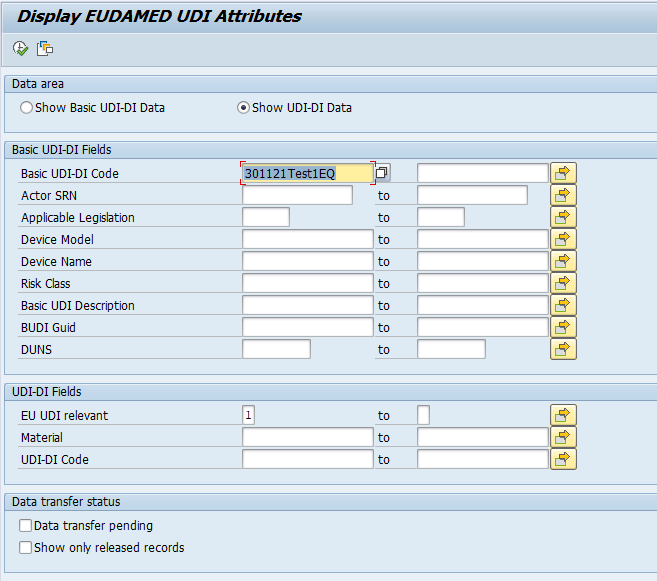 Display EUDAMED UDI Attributes
Data area
Show Basic UDI-DI Data Show UDI-DI Data
Basic UDI-DI Fields
Basic UDI-DI Code 301121Test1EQ
Actor SRN to
Applicable Legislation to
Device Model to
Device Name to
Risk Class to
Basic UDI Description to
BUDI Guid to
DUNS to
UDI-DI Fields
EU UDI relevant 1 to
Material to
UDI-DI Code to
Data transfer status
Data transfer pending
Show only released records